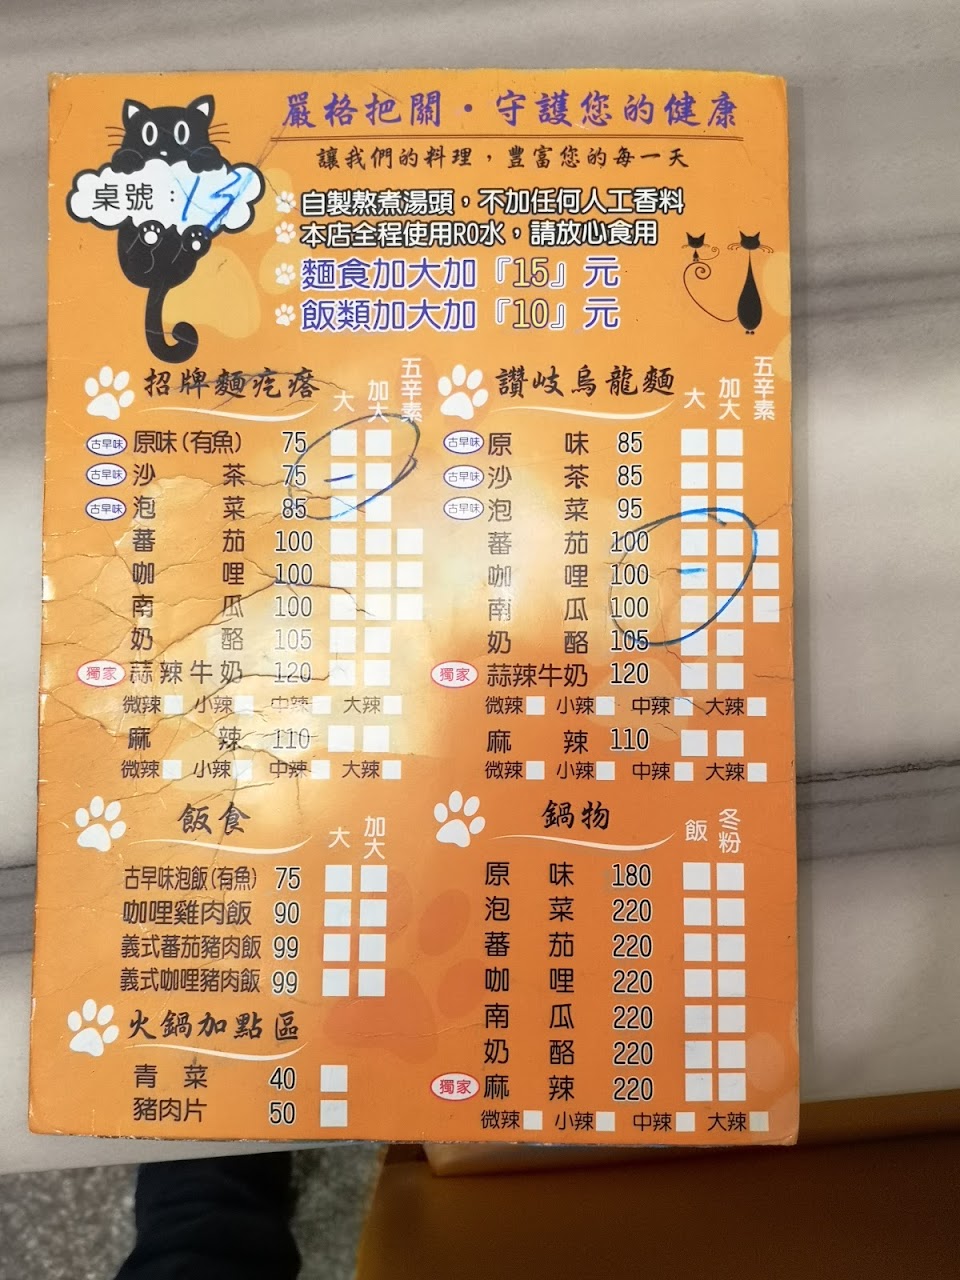 嚴格把關・守護您的健康
讓我們的料理，豐富您的每一天
桌號：13
自製熬煮湯頭，不加任何人工香料
本店全程使用RO水，請放心食用
麵食加大加『15』元
飯類加大加『10』元
招牌麵疙瘩 大 加大 五辛素
古早味 原味(有魚) 75
古早味 沙茶 75 -
古早味 泡菜 85
蕃茄 100
咖哩 100
南瓜 100
奶酪 105
獨家 蒜辣牛奶 120
微辣 小辣 中辣 大辣
麻辣 110
微辣 小辣 中辣 大辣
讚岐烏龍麵 大 加大 五辛素
古早味 原味 85
古早味 沙茶 85
古早味 泡菜 95
蕃茄 100
咖哩 100 -
南瓜 100
奶酪 105
獨家 蒜辣牛奶 120
微辣 小辣 中辣 大辣
麻辣 110
微辣 小辣 中辣 大辣
飯食 大 加大
古早味泡飯(有魚) 75
咖哩雞肉飯 90
義式蕃茄豬肉飯 99
義式咖哩豬肉飯 99
火鍋加點區
青菜 40
豬肉片 50
鍋物 飯 冬粉
原味 180
泡菜 220
蕃茄 220
咖哩 220
南瓜 220
奶酪 220
獨家 麻辣 220
微辣 小辣 中辣 大辣